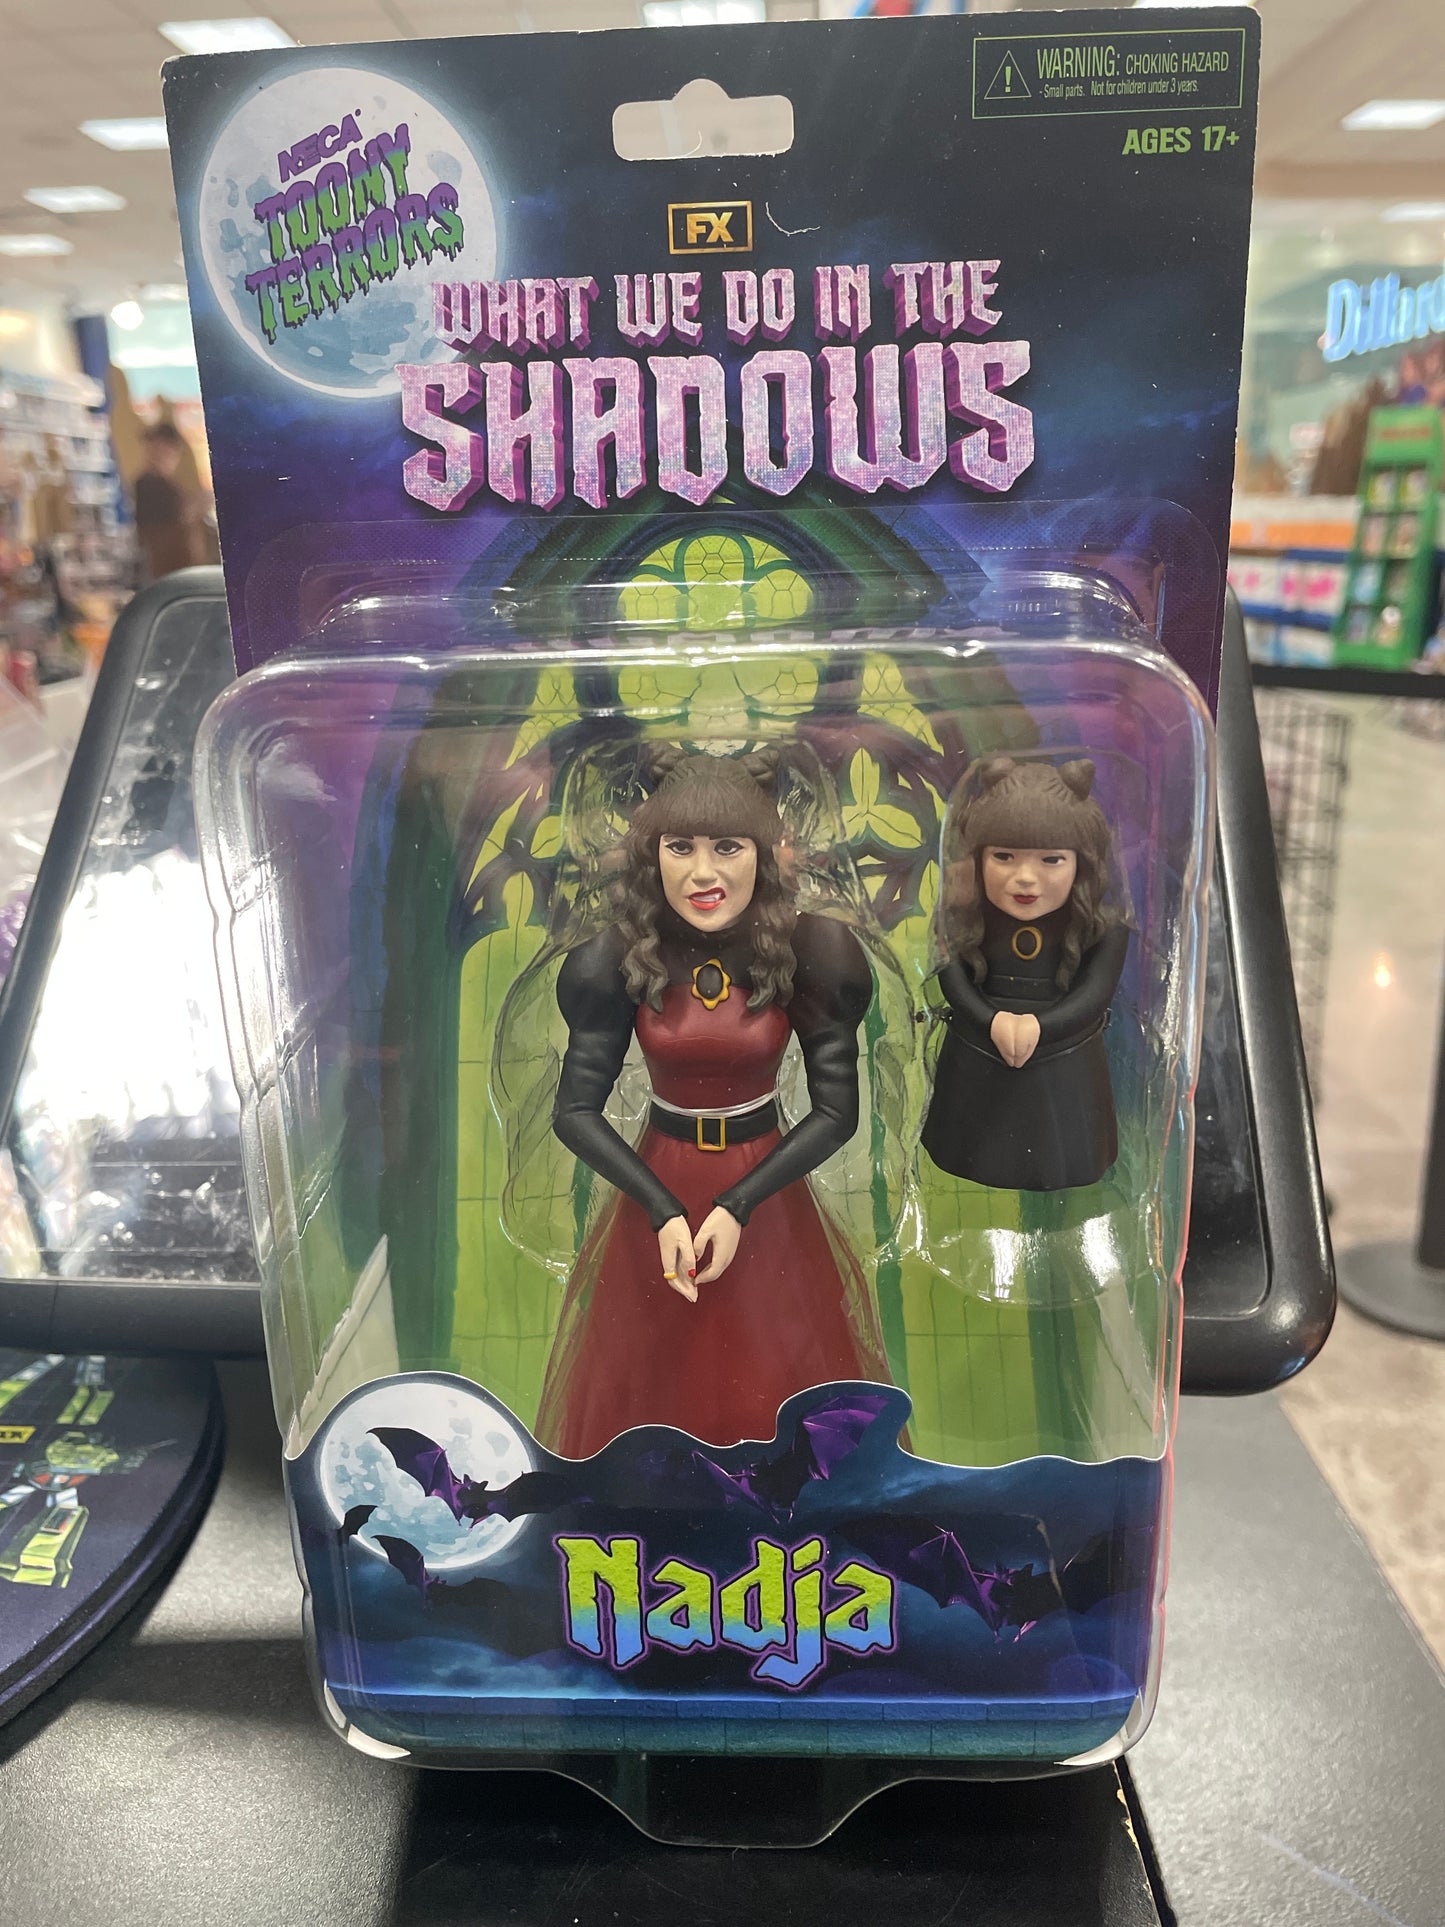 WARNING: CHOKING HAZARD
- Small parts. Not for children under 3 years.
AGES 17+
NECA
TOONY
TERRORS
FX
WHAT WE DO IN THE
SHADOWS
Nadja